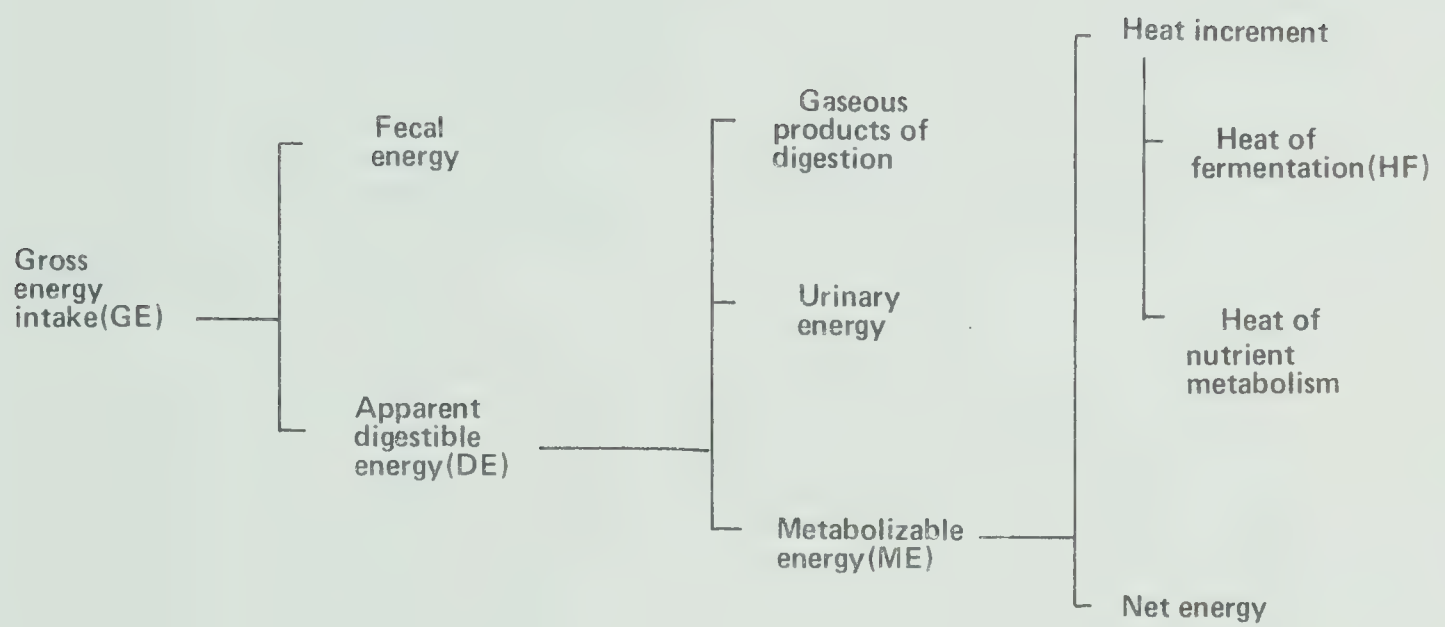 Gross
energy
intake(GE)
Fecal
energy
Apparent
digestible
energy(DE)
Gaseous
products of
digestion
Urinary
energy
Metabolizable
energy(ME)
Heat increment
Heat of
fermentation(HF)
Heat of
nutrient
metabolism
Net energy